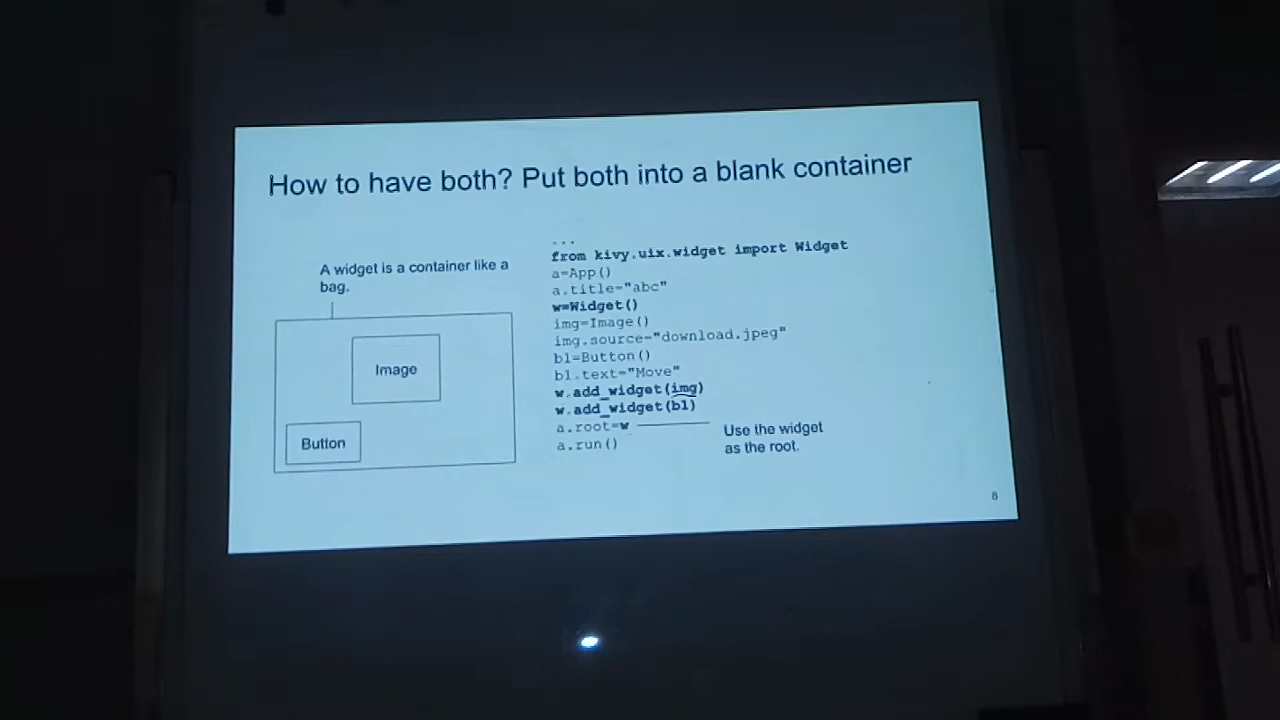 How to have both? Put both into a blank container
A widget is a container like a
bag.
Image
Button
...
from kivy.uix.widget import Widget
a=App()
a.title="abc"
w=Widget()
img=Image()
img.source="download.jpeg"
b1=Button()
b1.text="Move"
w.add_widget(img)
w.add_widget(b1)
a.root=w
a.run()
Use the widget
as the root.
8